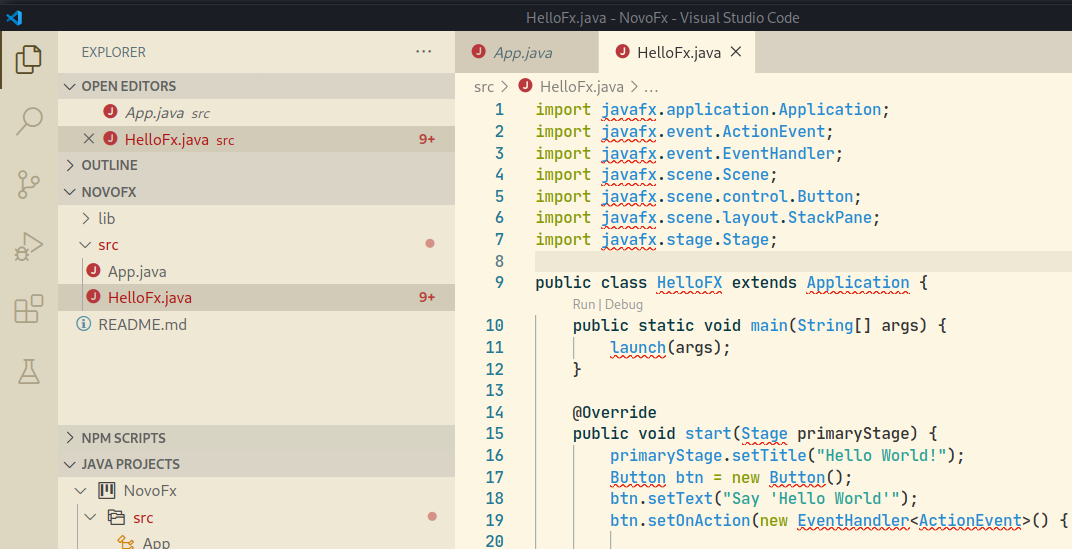 HelloFx.java - NovoFx - Visual Studio Code
EXPLORER
OPEN EDITORS
App.java src
HelloFx.java src 9+
OUTLINE
NOVOFX
lib
src
App.java
HelloFx.java 9+
README.md
NPM SCRIPTS
JAVA PROJECTS
NovoFx
src
App
App.java
HelloFx.java
src > HelloFx.java > ...
1 import javafx.application.Application;
2 import javafx.event.ActionEvent;
3 import javafx.event.EventHandler;
4 import javafx.scene.Scene;
5 import javafx.scene.control.Button;
6 import javafx.scene.layout.StackPane;
7 import javafx.stage.Stage;
8
9 public class HelloFX extends Application {
Run | Debug
10 public static void main(String[] args) {
11 launch(args);
12 }
13
14 @Override
15 public void start(Stage primaryStage) {
16 primaryStage.setTitle("Hello World!");
17 Button btn = new Button();
18 btn.setText("Say 'Hello World'");
19 btn.setOnAction(new EventHandler<ActionEvent>() {
20